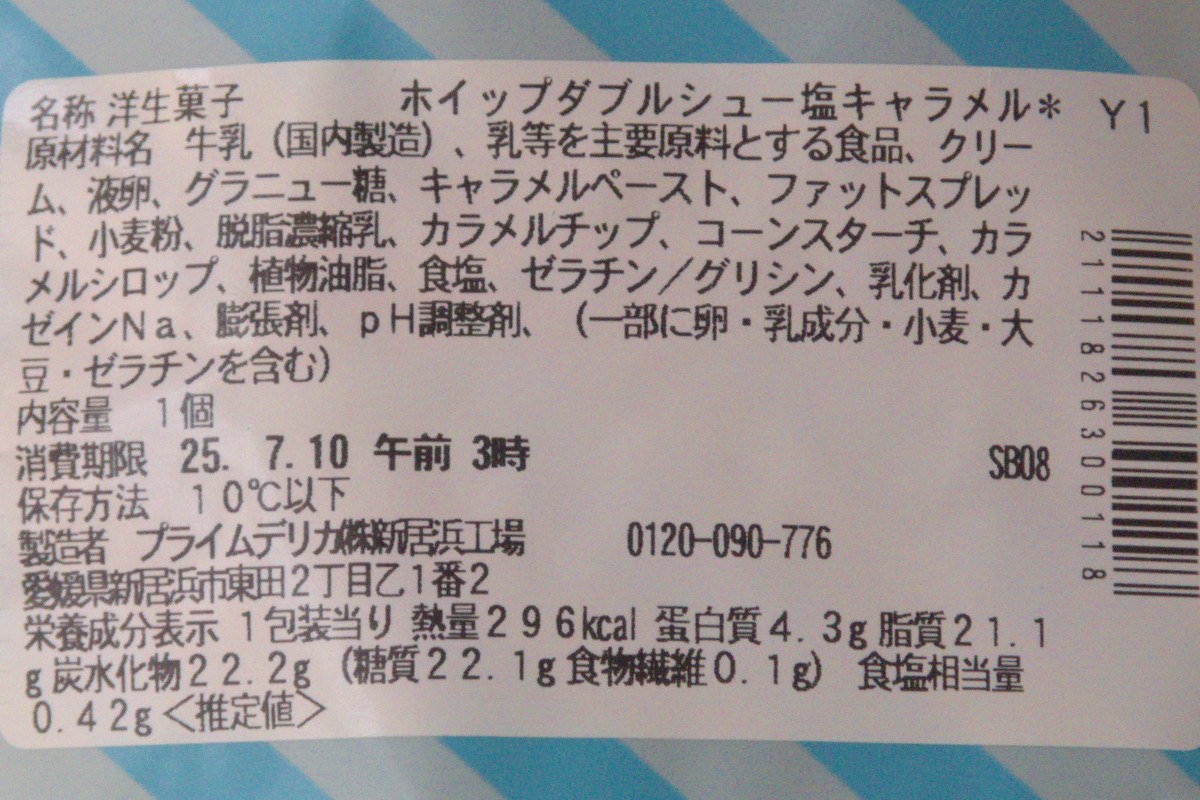 名称 洋生菓子 ホイップダブルシュー塩キャラメル* Y1
原材料名 牛乳(国内製造)、乳等を主要原料とする食品、クリー
ム、液卵、グラニュー糖、キャラメルペースト、ファットスプレッ
ド、小麦粉、脱脂濃縮乳、カラメルチップ、コーンスターチ、カラ
メルシロップ、植物油脂、食塩、ゼラチン/グリシン、乳化剤、カ
ゼインNa、膨張剤、pH調整剤、(一部に卵・乳成分・小麦・大
豆・ゼラチンを含む)
内容量 1個
消費期限 25. 7.10 午前 3時
SB08
保存方法 10℃以下
製造者 プライムデリカ㈱新居浜工場 0120-090-776
愛媛県新居浜市東田2丁目乙1番2
栄養成分表示 1包装当り 熱量296kcal 蛋白質4.3g 脂質21.1
g 炭水化物22.2g (糖質22.1g 食物繊維0.1g) 食塩相当量
0.42g<推定値>
2111826300118